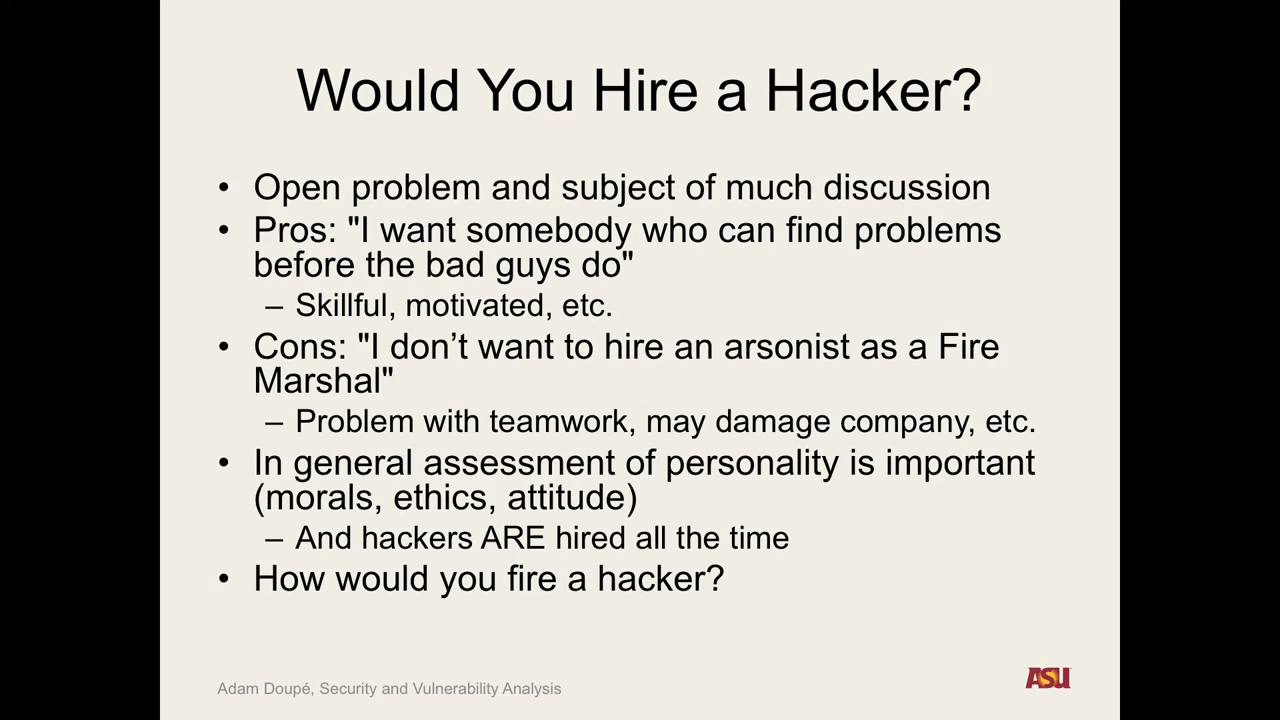 Would You Hire a Hacker?
• Open problem and subject of much discussion
• Pros: "I want somebody who can find problems
before the bad guys do"
– Skillful, motivated, etc.
• Cons: "I don’t want to hire an arsonist as a Fire
Marshal"
– Problem with teamwork, may damage company, etc.
• In general assessment of personality is important
(morals, ethics, attitude)
– And hackers ARE hired all the time
• How would you fire a hacker?
Adam Doupé, Security and Vulnerability Analysis
ASU